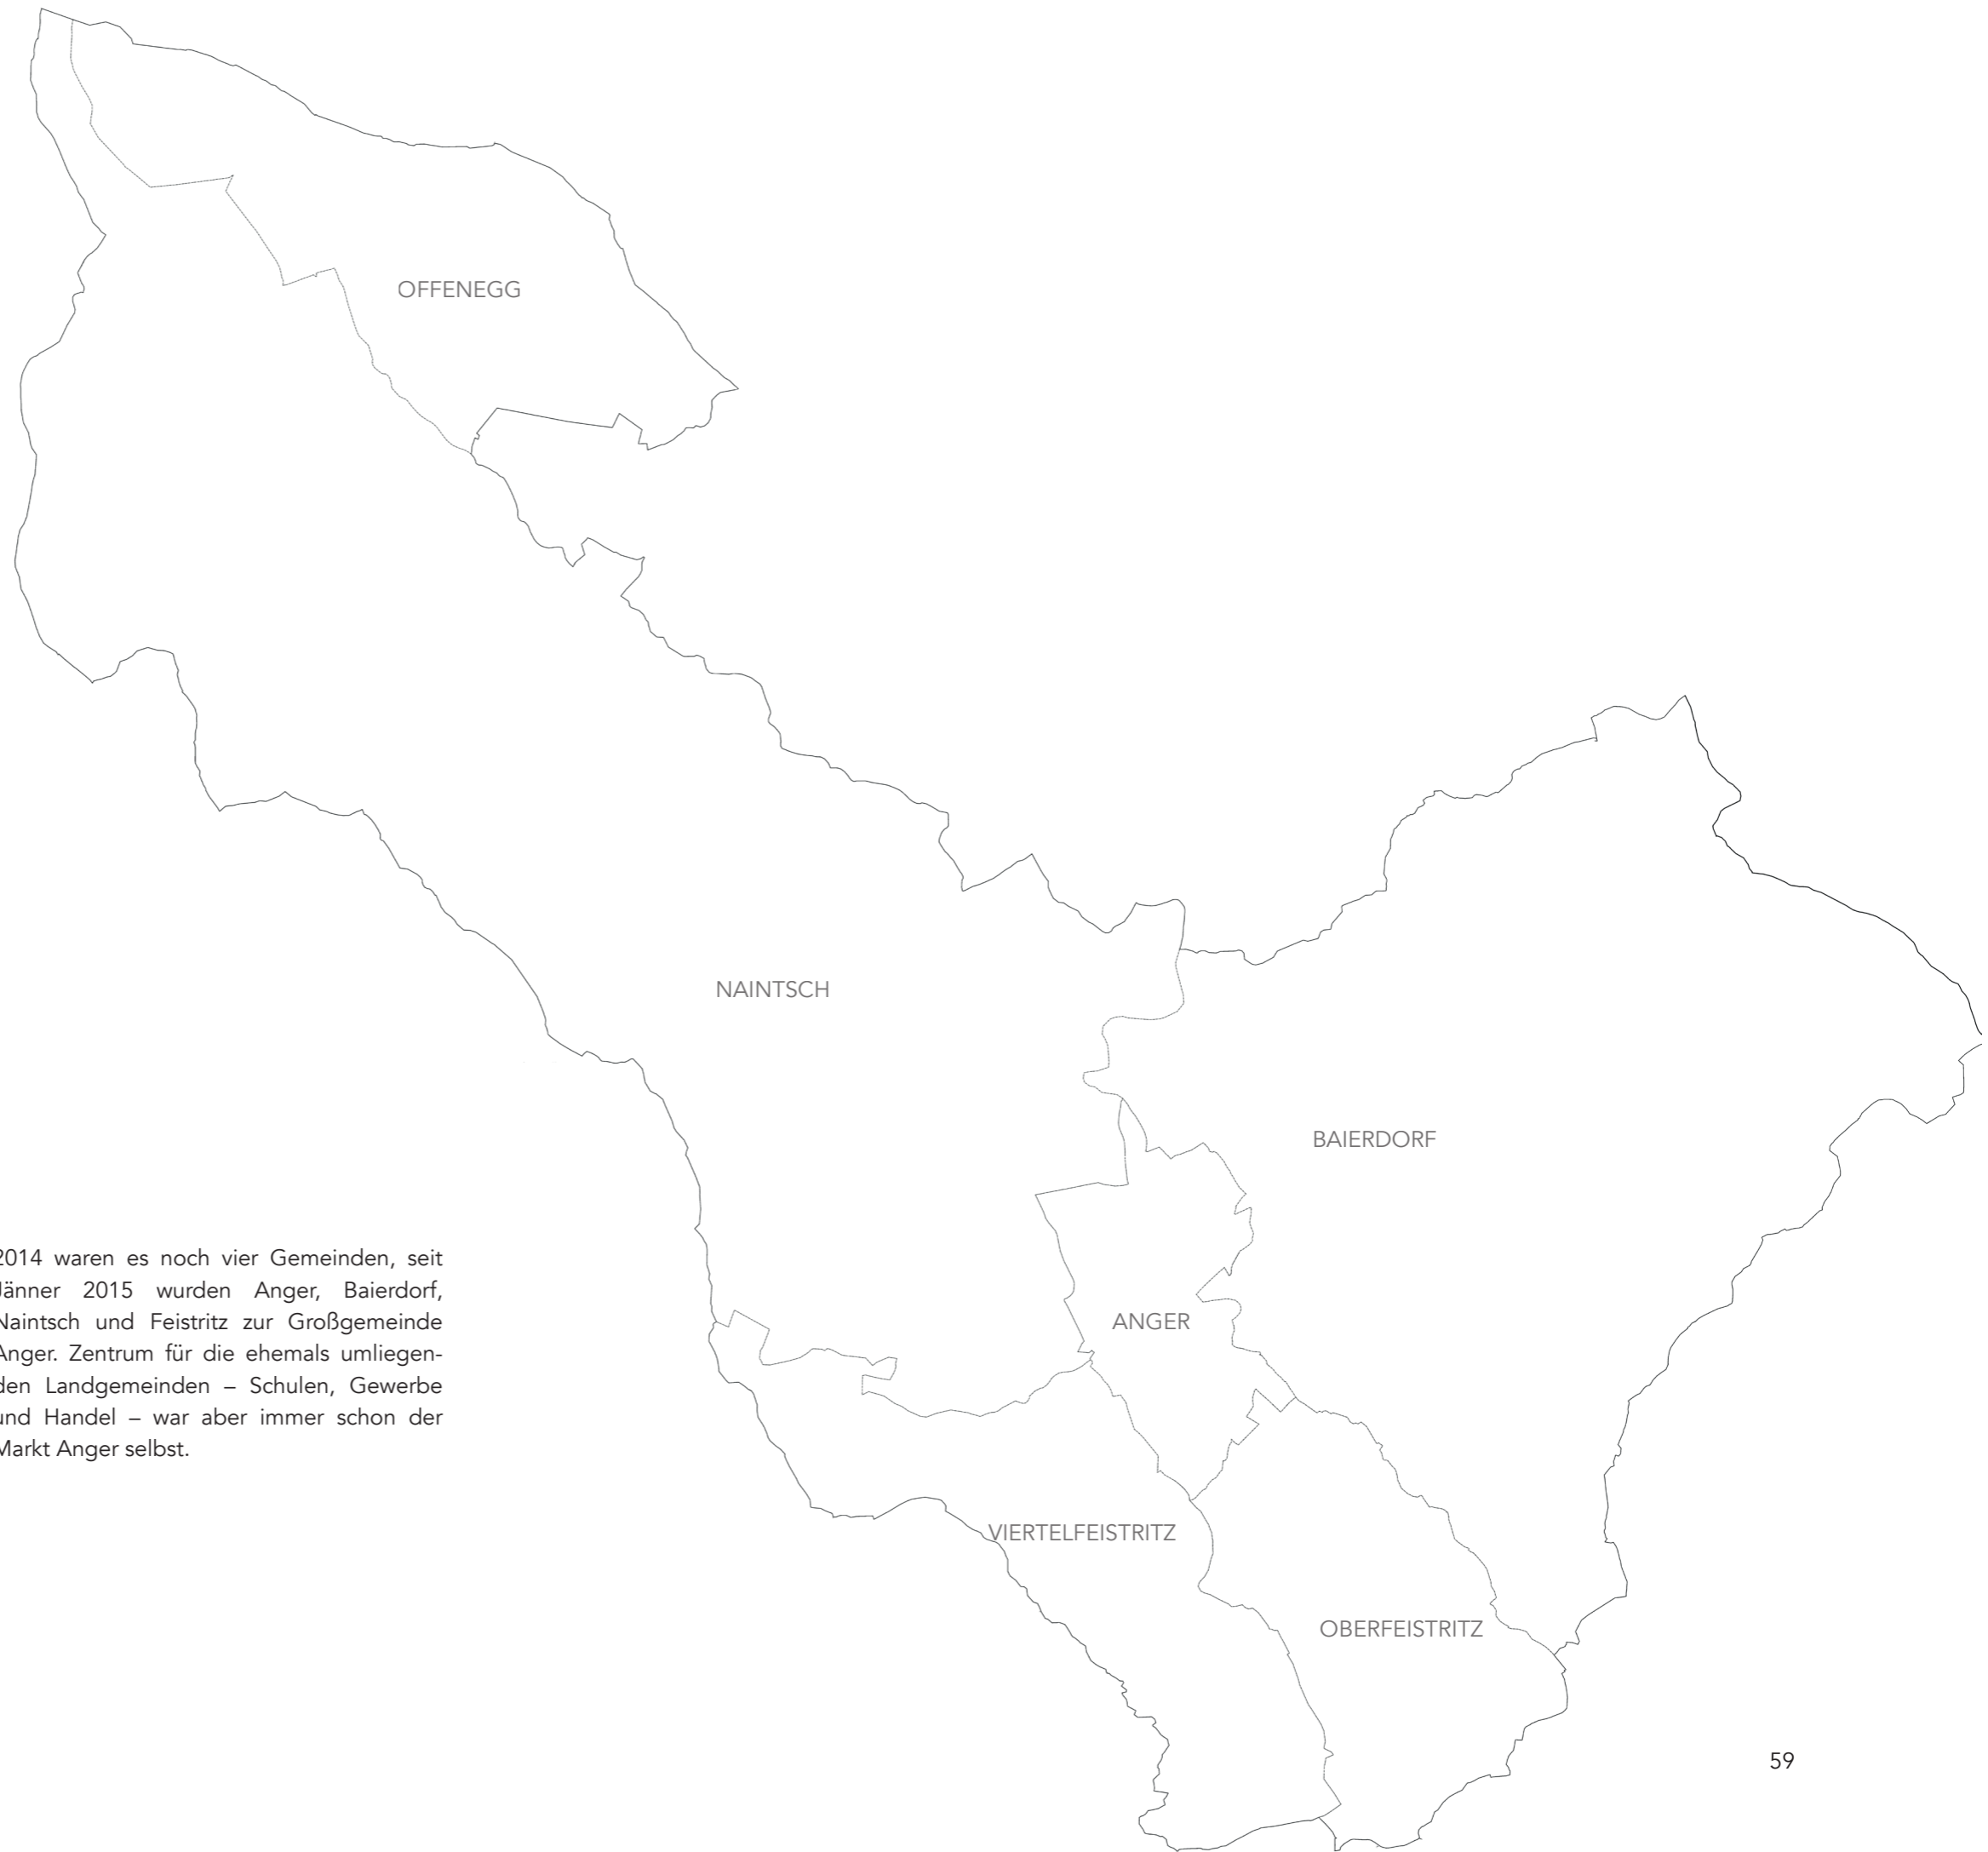 OFFENEGG
NAINTSCH
BAIERDORF
ANGER
VIERTELFEISTRITZ
OBERFEISTRITZ
2014 waren es noch vier Gemeinden, seit
Jänner 2015 wurden Anger, Baierdorf,
Naintsch und Feistritz zur Großgemeinde
Anger. Zentrum für die ehemals umliegen-
den Landgemeinden – Schulen, Gewerbe
und Handel – war aber immer schon der
Markt Anger selbst.
59